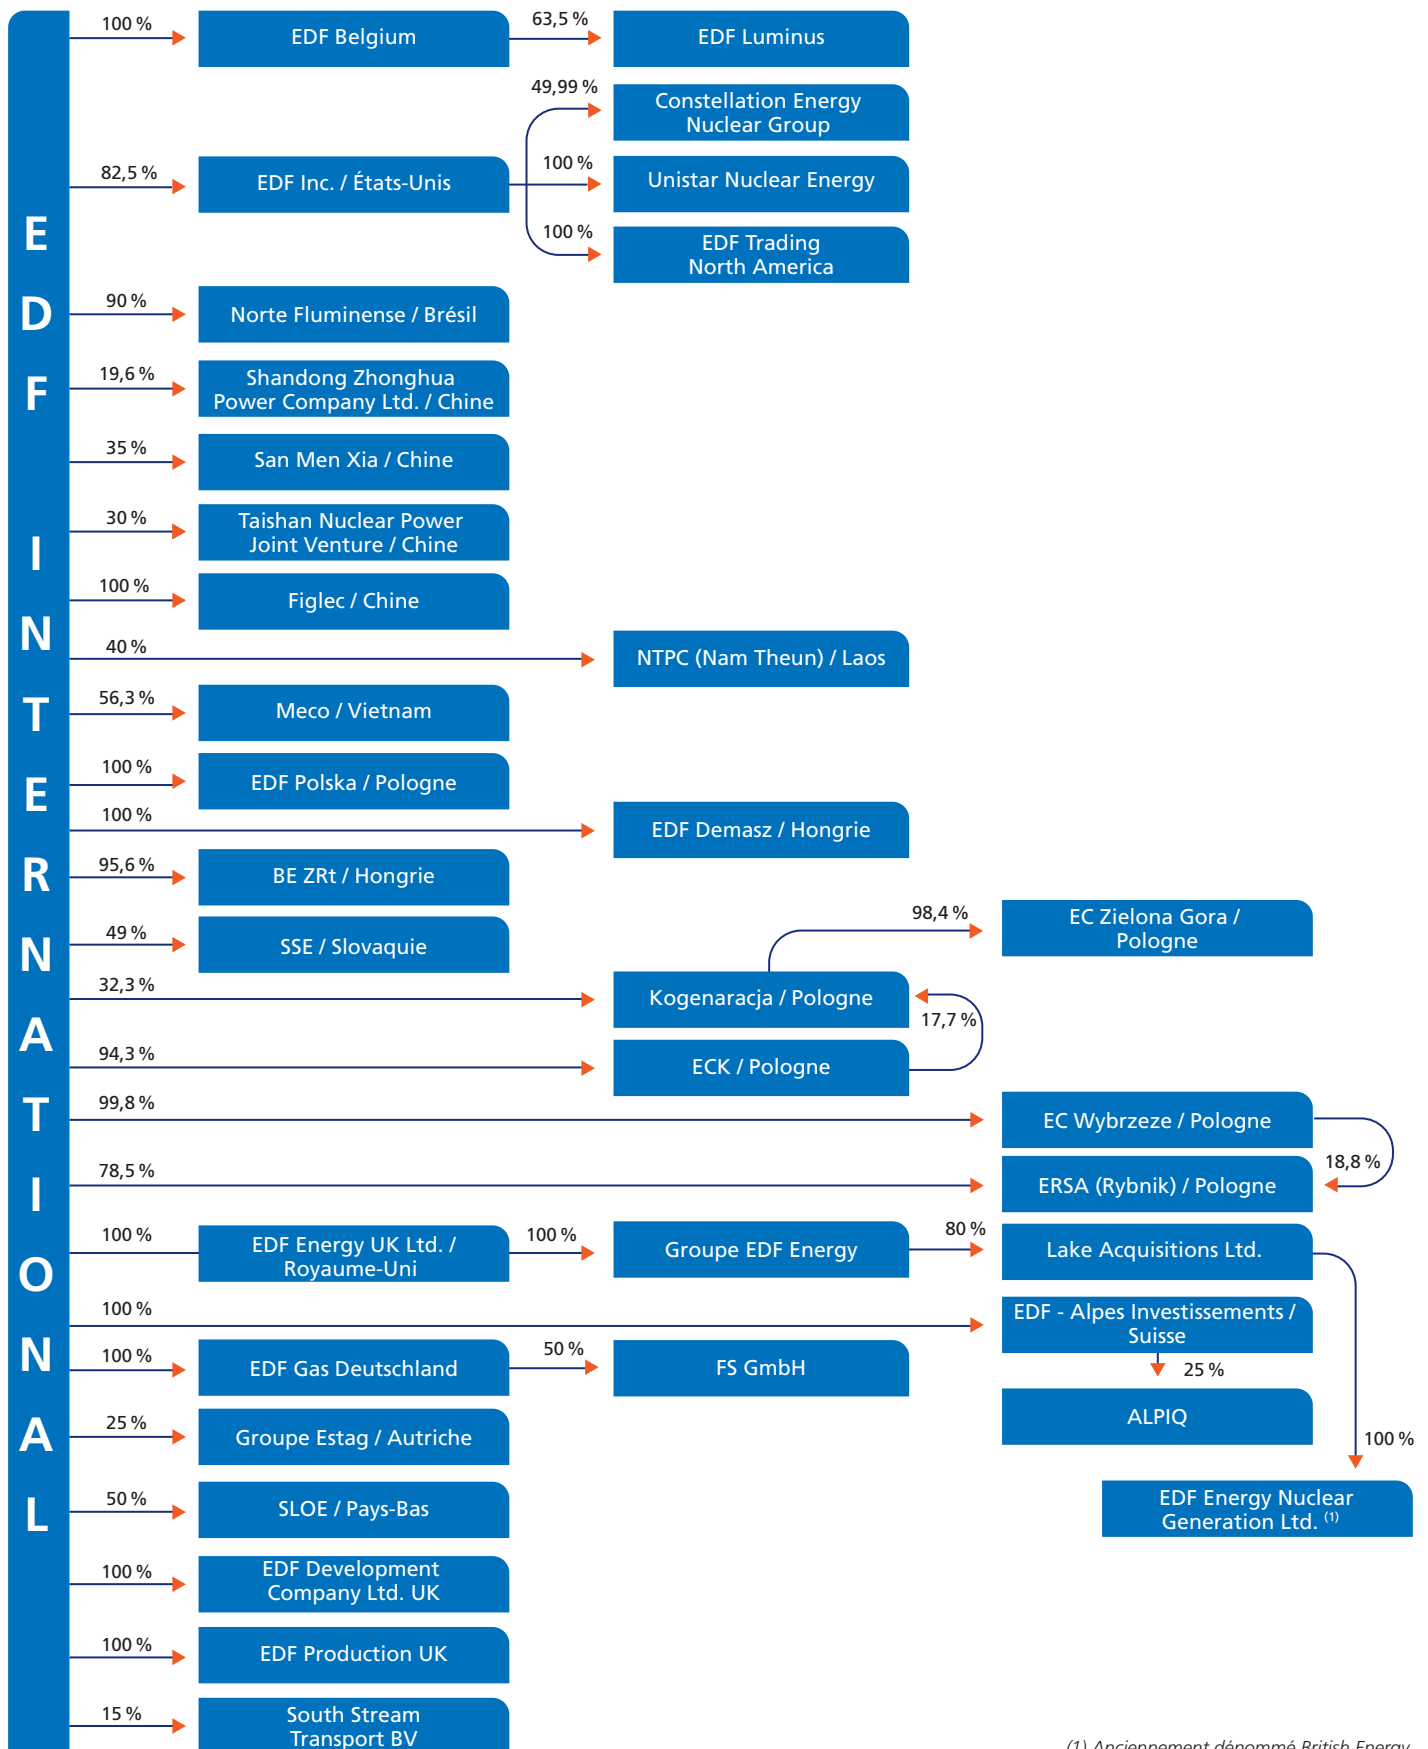 EDF INTERNATIONAL
100 %
EDF Belgium
63,5 %
EDF Luminus
82,5 %
EDF Inc. / États-Unis
49,99 %
Constellation Energy
Nuclear Group
100 %
Unistar Nuclear Energy
100 %
EDF Trading
North America
90 %
Norte Fluminense / Brésil
19,6 %
Shandong Zhonghua
Power Company Ltd. / Chine
35 %
San Men Xia / Chine
30 %
Taishan Nuclear Power
Joint Venture / Chine
100 %
Figlec / Chine
40 %
NTPC (Nam Theun) / Laos
56,3 %
Meco / Vietnam
100 %
EDF Polska / Pologne
100 %
EDF Demasz / Hongrie
95,6 %
BE ZRt / Hongrie
49 %
SSE / Slovaquie
98,4 %
EC Zielona Gora /
Pologne
32,3 %
Kogenaracja / Pologne
17,7 %
94,3 %
ECK / Pologne
99,8 %
EC Wybrzeze / Pologne
18,8 %
78,5 %
ERSA (Rybnik) / Pologne
100 %
EDF Energy UK Ltd. /
Royaume-Uni
100 %
Groupe EDF Energy
80 %
Lake Acquisitions Ltd.
100 %
EDF - Alpes Investissements /
Suisse
100 %
EDF Gas Deutschland
50 %
FS GmbH
25 %
ALPIQ
25 %
Groupe Estag / Autriche
100 %
EDF Energy Nuclear
Generation Ltd. (1)
50 %
SLOE / Pays-Bas
100 %
EDF Development
Company Ltd. UK
100 %
EDF Production UK
15 %
South Stream
Transport BV
(1) Anciennement dénommé British Energy.